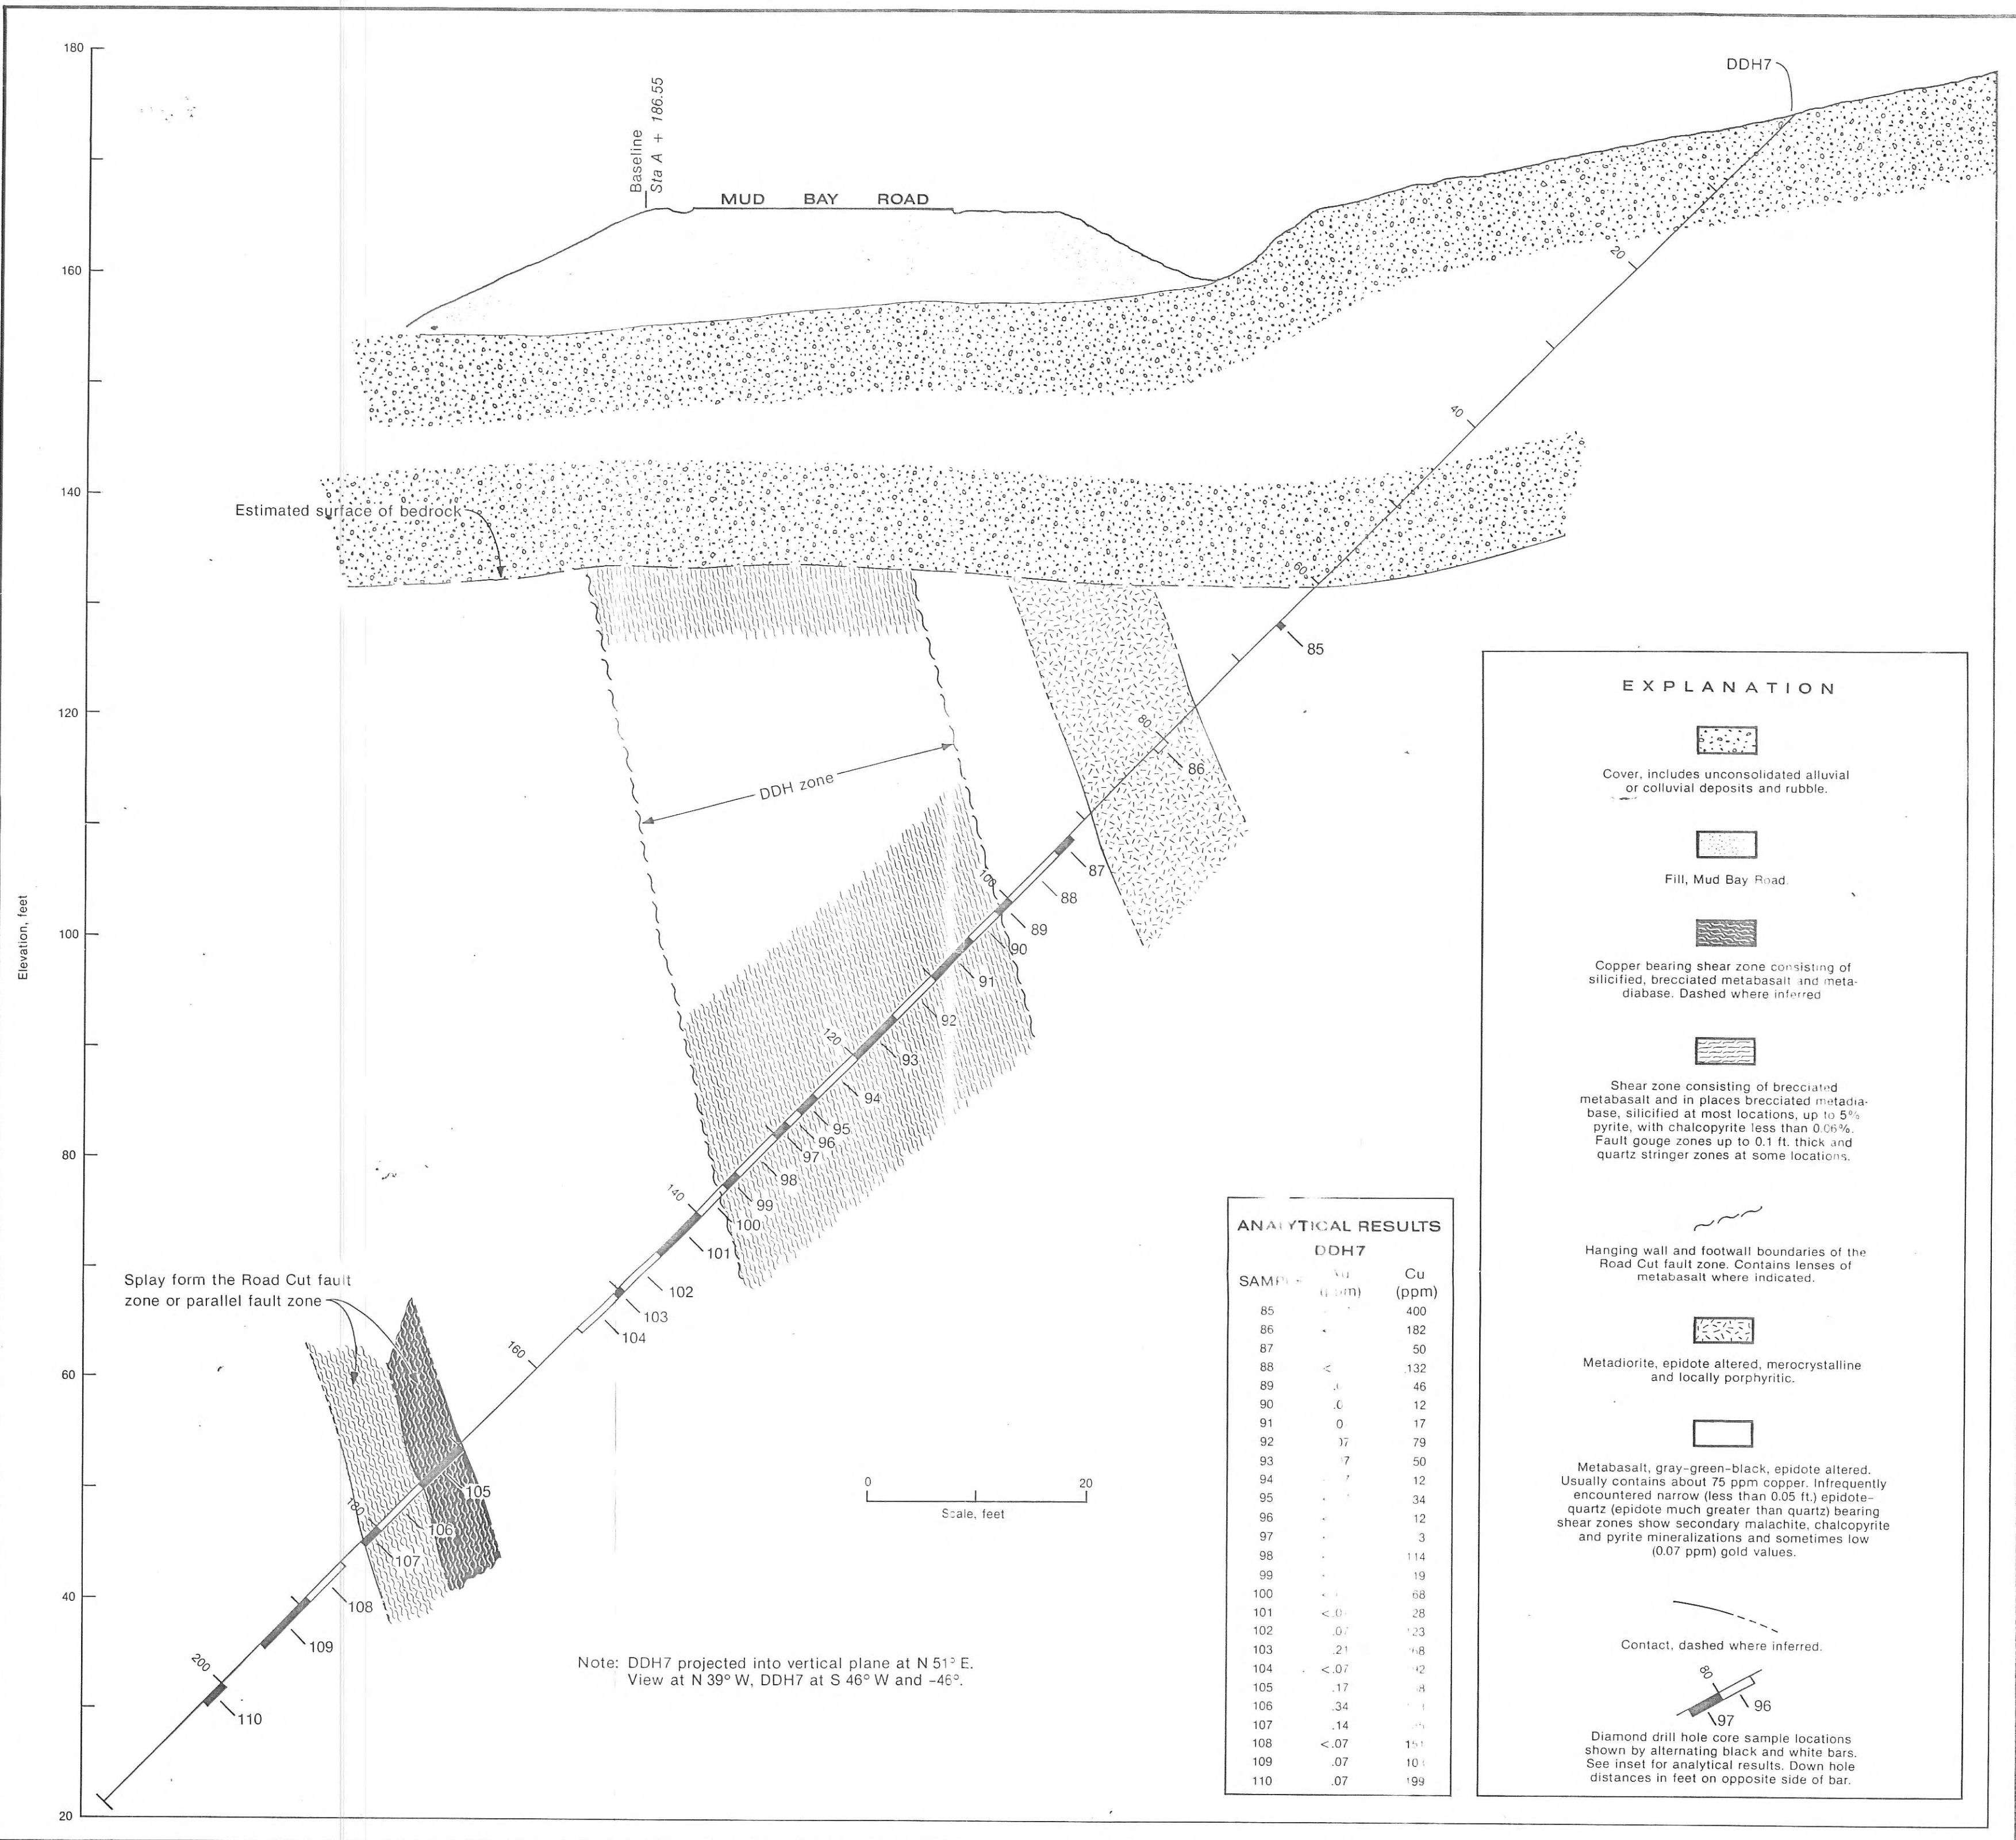 180
160
140
120
100
80
60
40
20
Elevation, feet
Baseline
Sta A + 186.55
MUD BAY ROAD
DDH7
20
40
60
80
100
120
140
160
180
200
Estimated surface of bedrock
DDH zone
85
86
87
88
89
90
91
92
93
94
95
96
97
98
99
100
101
102
103
104
105
106
107
108
109
110
Splay form the Road Cut fault
zone or parallel fault zone
Note: DDH7 projected into vertical plane at N 51° E.
View at N 39° W, DDH7 at S 46° W and -46°.
0 20
Scale, feet
ANALYTICAL RESULTS
DDH7
Cu
(ppm)
85 400
86 182
87 50
88 132
89 46
90 12
91 17
92 79
93 50
94 12
95 34
96 12
97 3
98 114
99 19
100 68
101 28
102 123
103 .21
104 <.07
105 .17
106 .34
107 .14
108 <.07
109 .07
110 .07 199
EXPLANATION
Cover, includes unconsolidated alluvial
or colluvial deposits and rubble.
Fill, Mud Bay Road.
Copper bearing shear zone consisting of
silicified, brecciated metabasalt and meta-
diabase. Dashed where inferred
Shear zone consisting of brecciated
metabasalt and in places brecciated metadia-
base, silicified at most locations, up to 5%
pyrite, with chalcopyrite less than 0.06%.
Fault gouge zones up to 0.1 ft. thick and
quartz stringer zones at some locations.
Hanging wall and footwall boundaries of the
Road Cut fault zone. Contains lenses of
metabasalt where indicated.
Metadiorite, epidote altered, merocrystalline
and locally porphyritic.
Metabasalt, gray-green-black, epidote altered.
Usually contains about 75 ppm copper. Infrequently
encountered narrow (less than 0.05 ft.) epidote-
quartz (epidote much greater than quartz) bearing
shear zones show secondary malachite, chalcopyrite
and pyrite mineralizations and sometimes low
(0.07 ppm) gold values.
Contact, dashed where inferred.
80
96
97
Diamond drill hole core sample locations
shown by alternating black and white bars.
See inset for analytical results. Down hole
distances in feet on opposite side of bar.